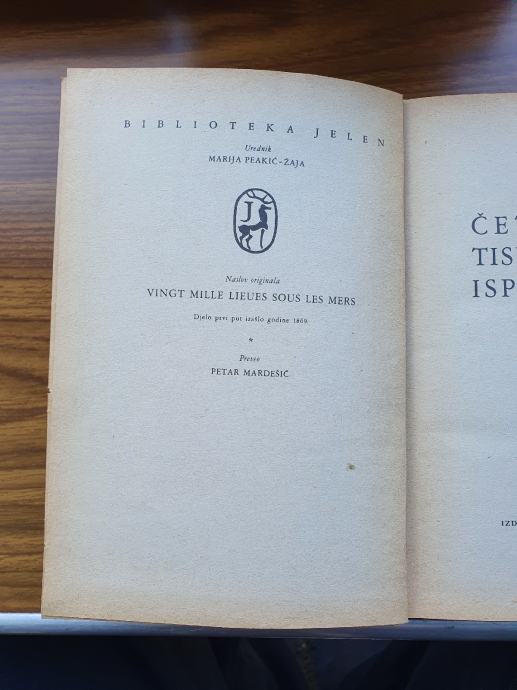 BIBLIOTEKA JELEN
Urednik
MARIJA PEAKIĆ-ŽAJA
J
Naslov originala
VINGT MILLE LIEUES SOUS LES MERS
Djelo prvi put izašlo godine 1869.
*
Preveo
PETAR MARDEŠIĆ
ČET
TISU
ISP
IZD